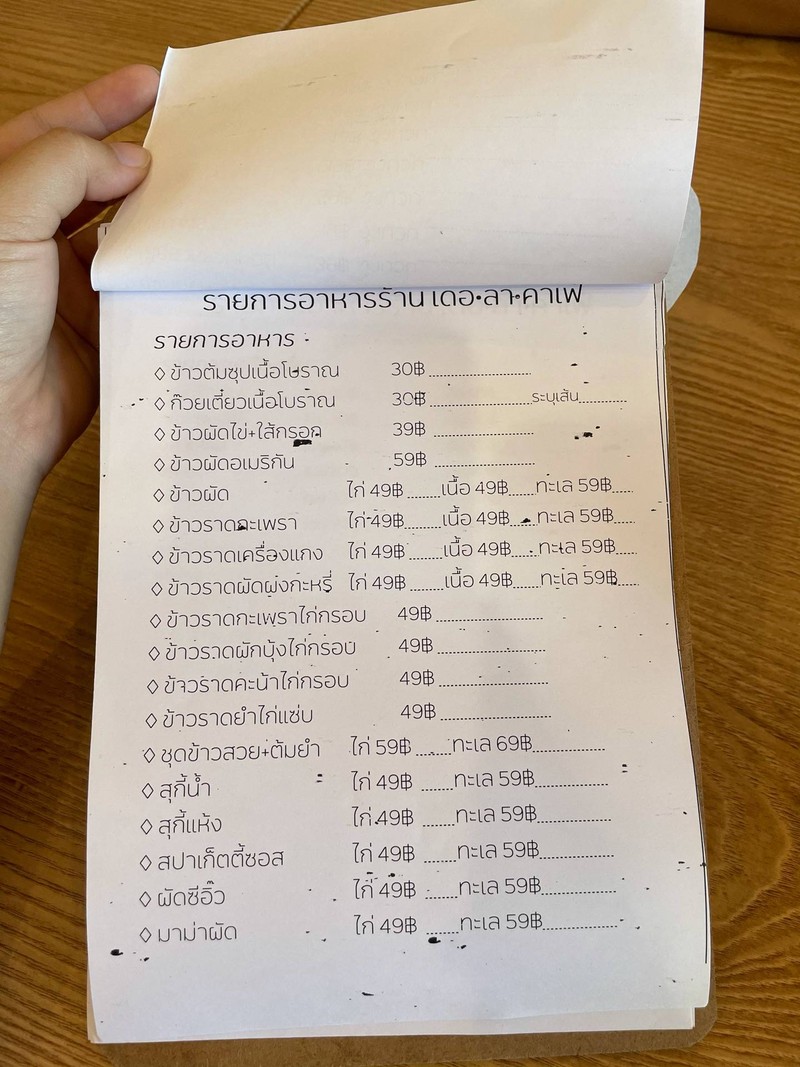 รายการอาหารร้าน เดอ•ลา•คาเฟ่
รายการอาหาร
◇ ข้าวต้มซุปเนื้อโบราณ 30฿ ....................
◇ ก๋วยเตี๋ยวเนื้อโบราณ 30฿ ....................ระบุเส้น..........
◇ ข้าวผัดไข่+ใส้กรอก 39฿ ....................
◇ ข้าวผัดอเมริกัน 59฿ ....................
◇ ข้าวผัด ไก่ 49฿ .......เนื้อ 49฿.......ทะเล 59฿.....
◇ ข้าวราดกะเพรา ไก่ 49฿.......เนื้อ 49฿.......ทะเล 59฿.....
◇ ข้าวราดเครื่องแกง ไก่ 49฿ .......เนื้อ 49฿.......ทะเล 59฿.....
◇ ข้าวราดผัดผงกะหรี่ ไก่ 49฿ .......เนื้อ 49฿.......ทะเล 59฿.....
◇ ข้าวราดกะเพราไก่กรอบ 49฿ ....................
◇ ข้าวราดผักบุ้งไก่กรอบ 49฿ ....................
◇ ข้าวราดคะน้าไก่กรอบ 49฿ ....................
◇ ข้าวราดยำไก่แซ่บ 49฿ ....................
◇ ชุดข้าวสวย+ต้มยำ ไก่ 59฿ .......ทะเล 69฿...............
◇ สุกี้น้ำ ไก่ 49฿ .......ทะเล 59฿...............
◇ สุกี้แห้ง ไก่ 49฿ .......ทะเล 59฿...............
◇ สปาเก็ตตี้ซอส ไก่ 49฿ .......ทะเล 59฿...............
◇ ผัดซีอิ๊ว ไก่ 49฿ .......ทะเล 59฿...............
◇ มาม่าผัด ไก่ 49฿ .......ทะเล 59฿...............